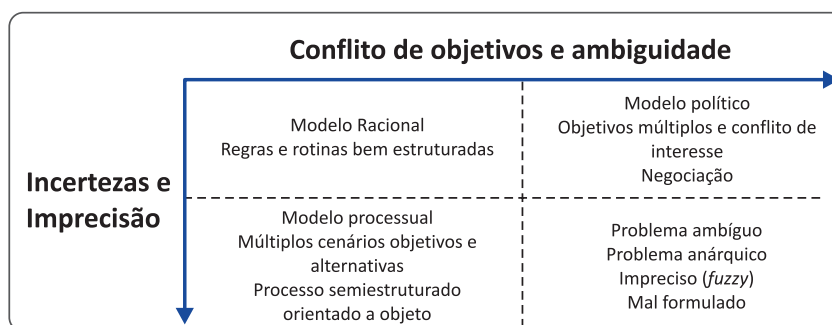 Conflito de objetivos e ambiguidade
Incertezas e
Imprecisão
Modelo Racional
Regras e rotinas bem estruturadas
Modelo político
Objetivos múltiplos e conflito de
interesse
Negociação
Modelo processual
Múltiplos cenários objetivos e
alternativas
Processo semiestruturado
orientado a objeto
Problema ambíguo
Problema anárquico
Impreciso (fuzzy)
Mal formulado